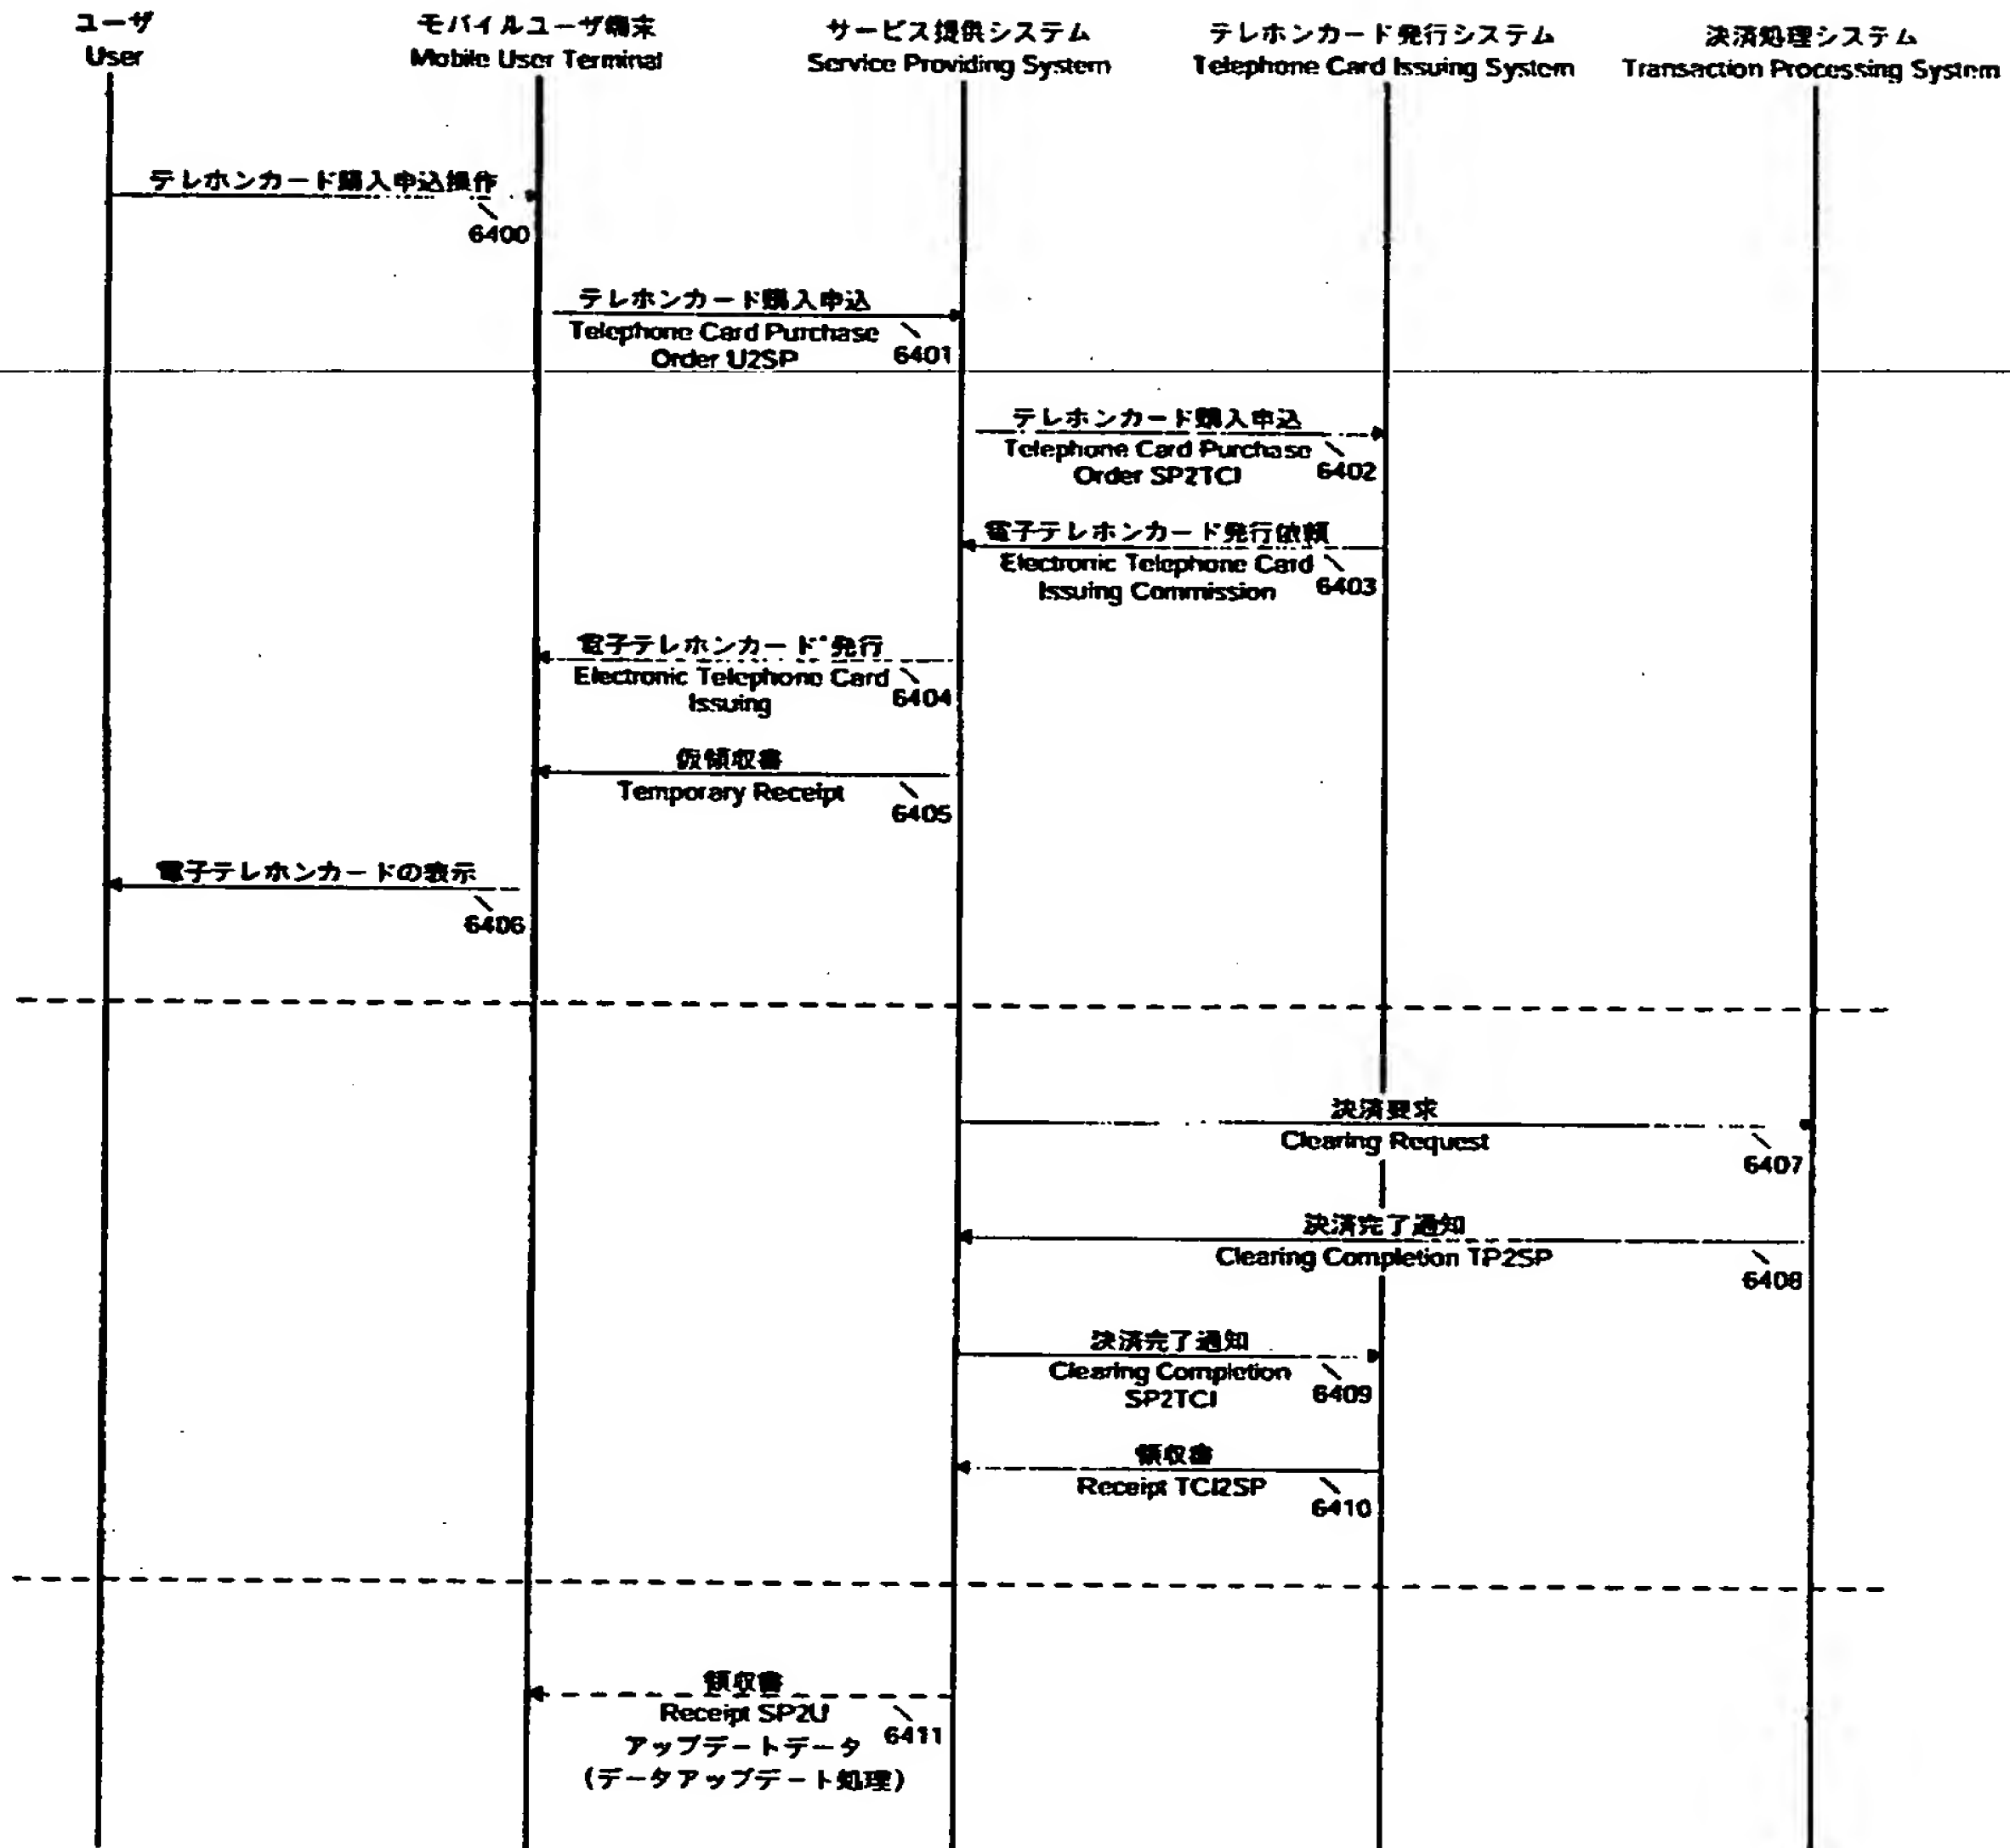 ユーザ
User
モバイルユーザ端末
Mobile User Terminal
サービス提供システム
Service Providing System
テレホンカード発行システム
Telephone Card Issuing System
決済処理システム
Transaction Processing System
テレホンカード購入申込操作
6400
テレホンカード購入申込
Telephone Card Purchase
Order U2SP
6401
テレホンカード購入申込
Telephone Card Purchase
Order SP2TCI
6402
電子テレホンカード発行依頼
Electronic Telephone Card
Issuing Commission
6403
電子テレホンカード発行
Electronic Telephone Card
Issuing
6404
仮領収書
Temporary Receipt
6405
電子テレホンカードの表示
6406
決済要求
Clearing Request
6407
決済完了通知
Clearing Completion TP2SP
6408
決済完了通知
Clearing Completion
SP2TCI
6409
領収書
Receipt TCI2SP
6410
領収書
Receipt SP2U
6411
アップデートデータ
(データアップデート処理)